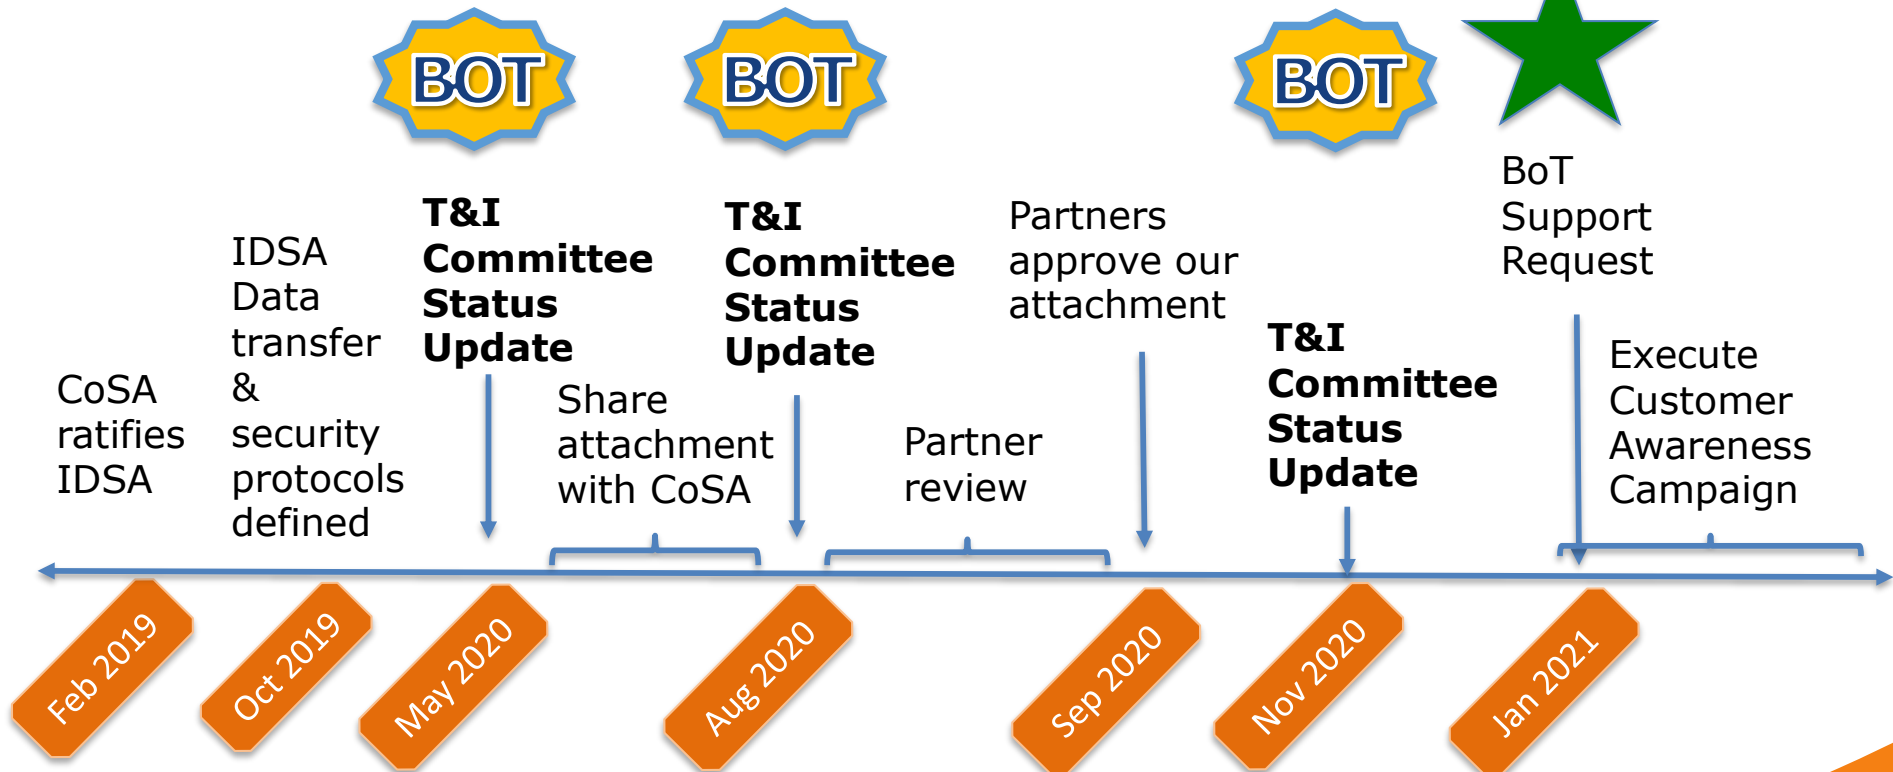 BOT
BOT
BOT
CoSA
ratifies
IDSA
IDSA
Data
transfer
&
security
protocols
defined
T&I
Committee
Status
Update
Share
attachment
with CoSA
T&I
Committee
Status
Update
Partner
review
Partners
approve our
attachment
T&I
Committee
Status
Update
BoT
Support
Request
Execute
Customer
Awareness
Campaign
Feb 2019
Oct 2019
May 2020
Aug 2020
Sep 2020
Nov 2020
Jan 2021